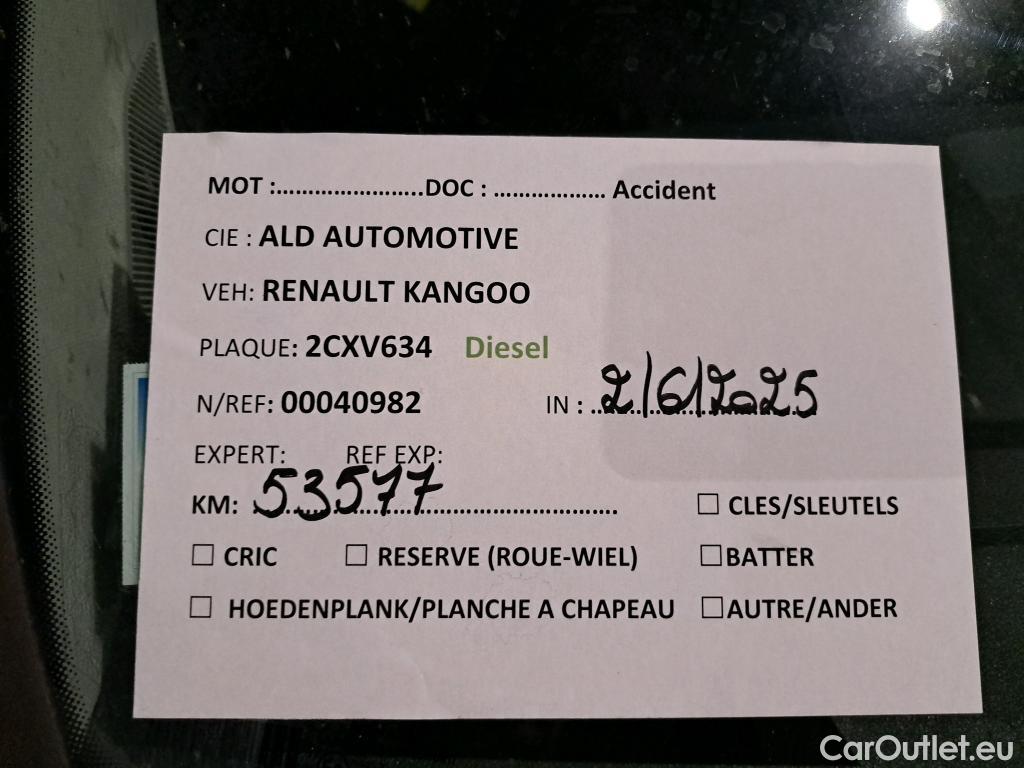 MOT :........................DOC : .................. Accident
CIE : ALD AUTOMOTIVE
VEH: RENAULT KANGOO
PLAQUE: 2CXV634 Diesel
N/REF: 00040982 IN : 2/6/2025
EXPERT: REF EXP:
KM: 53577 ☐ CLES/SLEUTELS
☐ CRIC ☐ RESERVE (ROUE-WIEL) ☐BATTER
☐ HOEDENPLANK/PLANCHE A CHAPEAU ☐AUTRE/ANDER
CarOutlet.eu